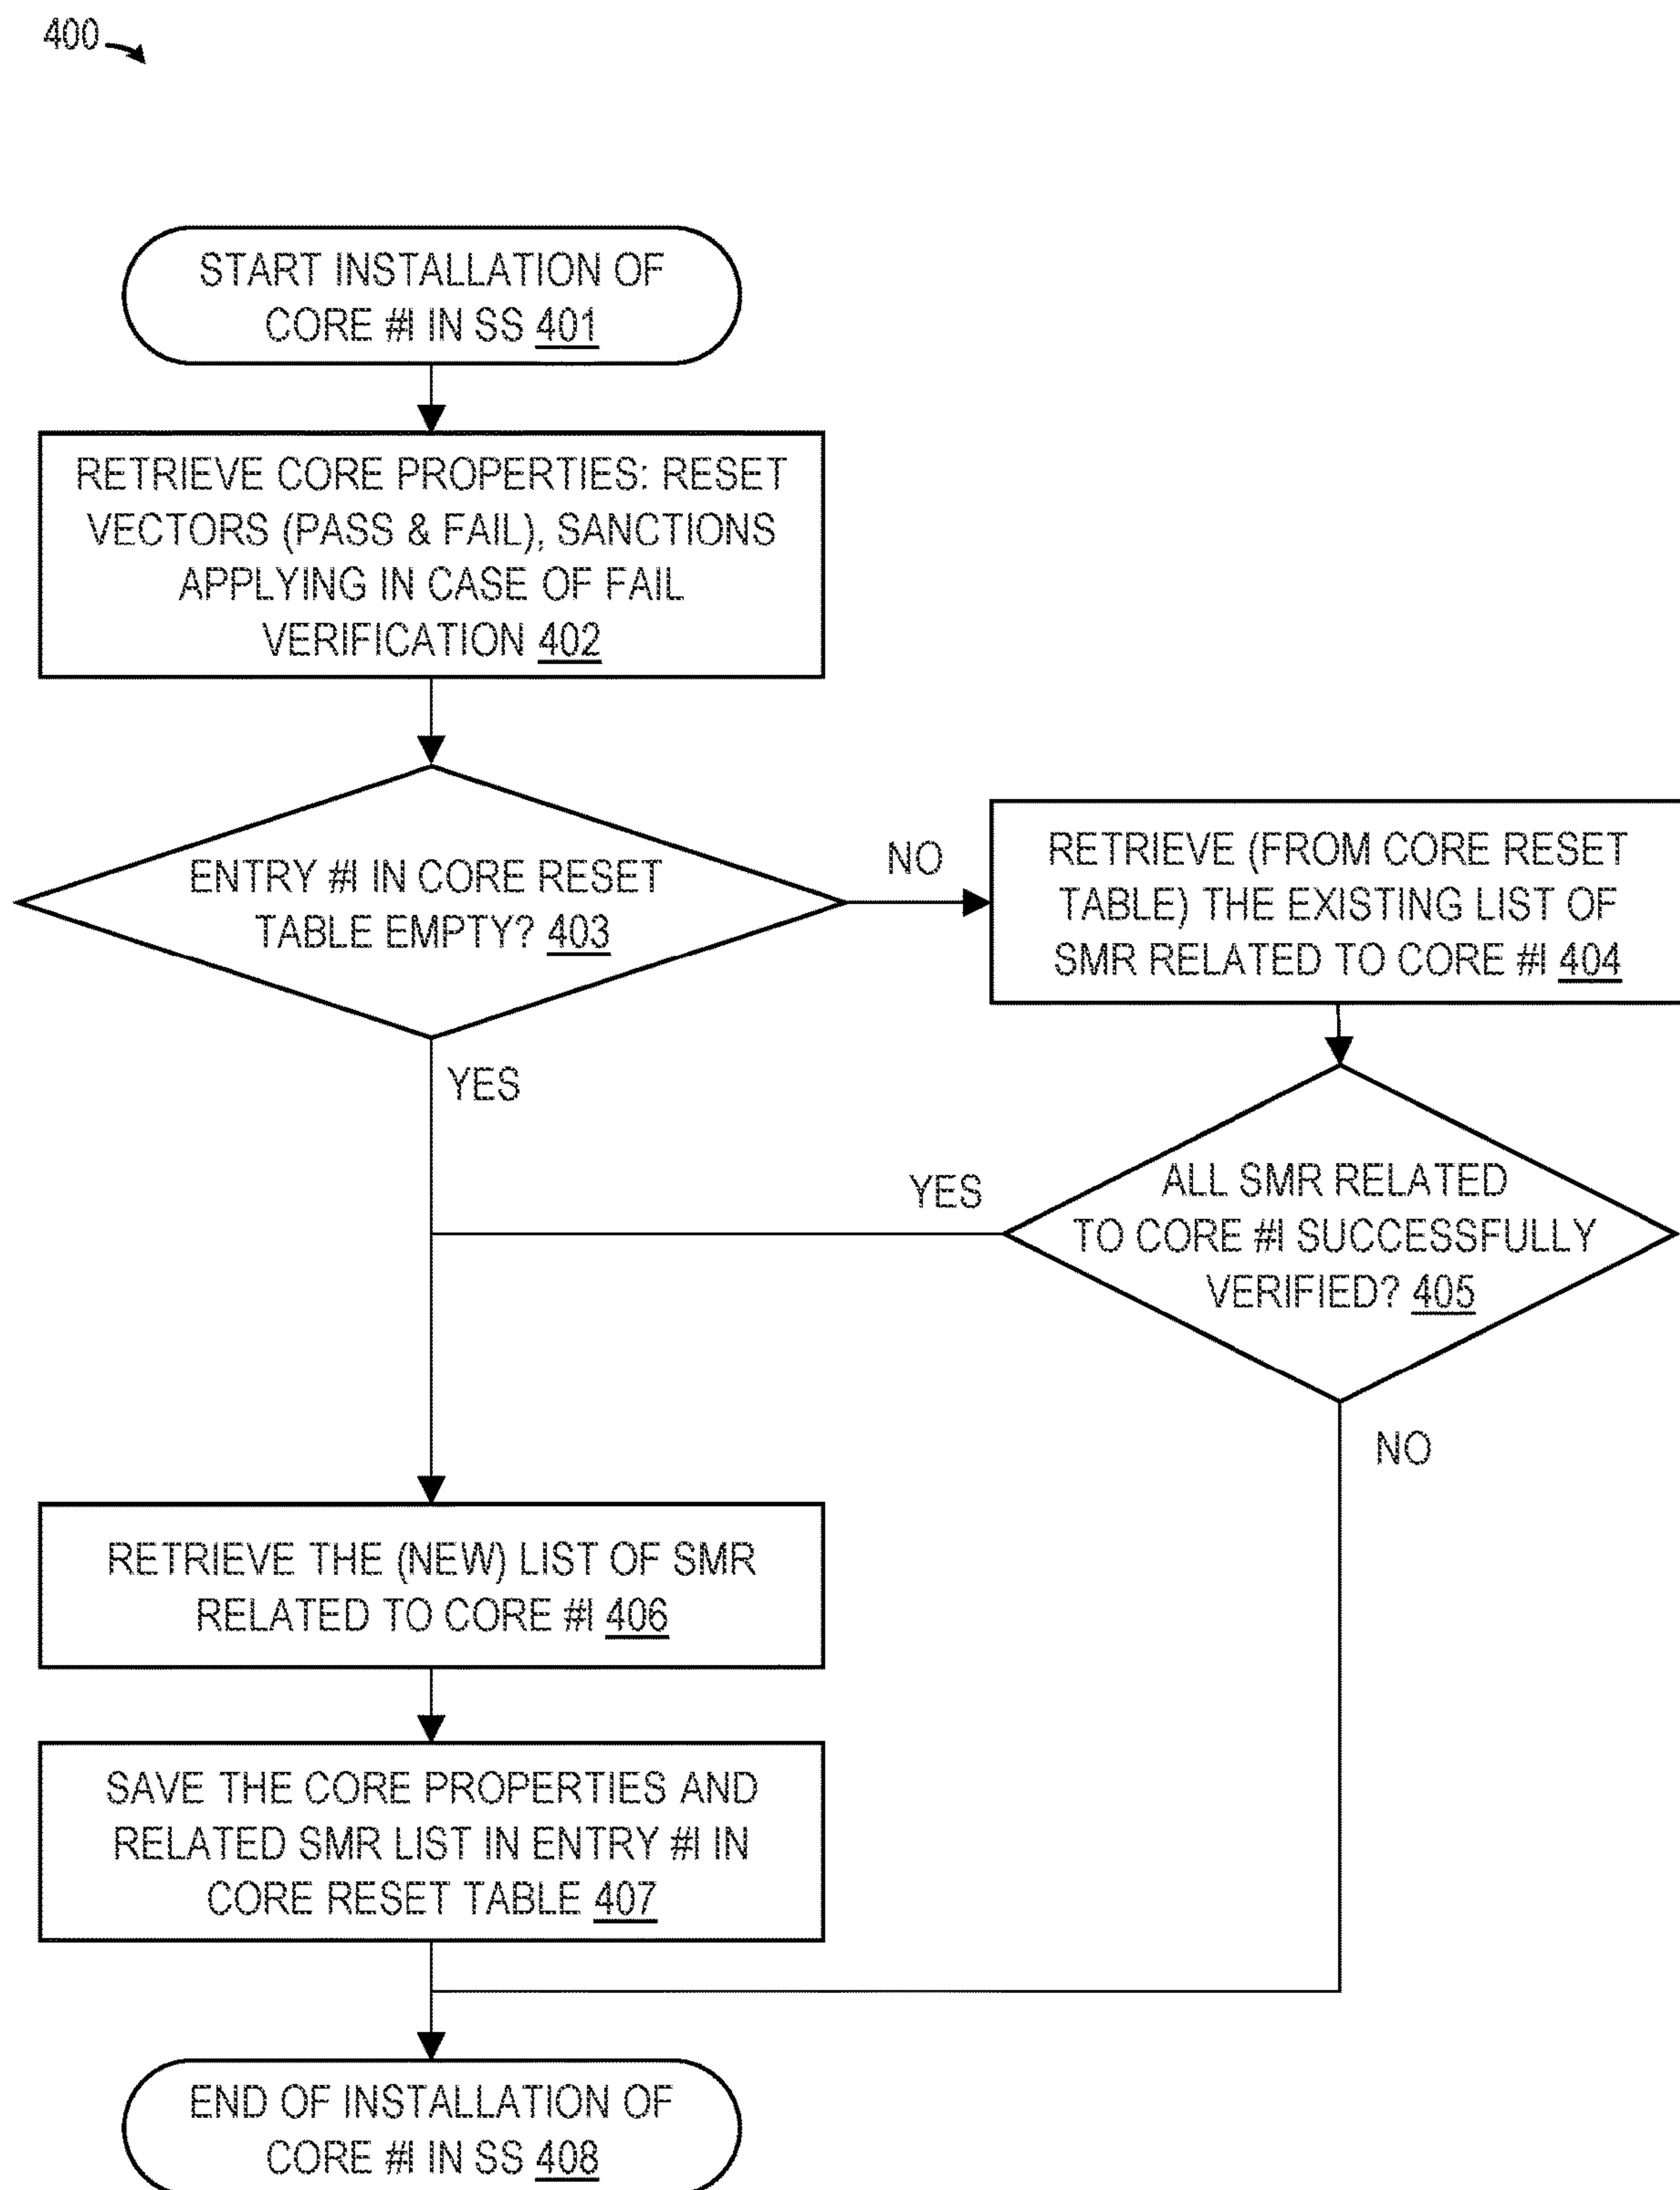 400
START INSTALLATION OF
CORE #I IN SS 401
RETRIEVE CORE PROPERTIES: RESET
VECTORS (PASS & FAIL), SANCTIONS
APPLYING IN CASE OF FAIL
VERIFICATION 402
ENTRY #I IN CORE RESET
TABLE EMPTY? 403
NO
RETRIEVE (FROM CORE RESET
TABLE) THE EXISTING LIST OF
SMR RELATED TO CORE #I 404
YES
YES
ALL SMR RELATED
TO CORE #I SUCCESSFULLY
VERIFIED? 405
NO
RETRIEVE THE (NEW) LIST OF SMR
RELATED TO CORE #I 406
SAVE THE CORE PROPERTIES AND
RELATED SMR LIST IN ENTRY #I IN
CORE RESET TABLE 407
END OF INSTALLATION OF
CORE #I IN SS 408